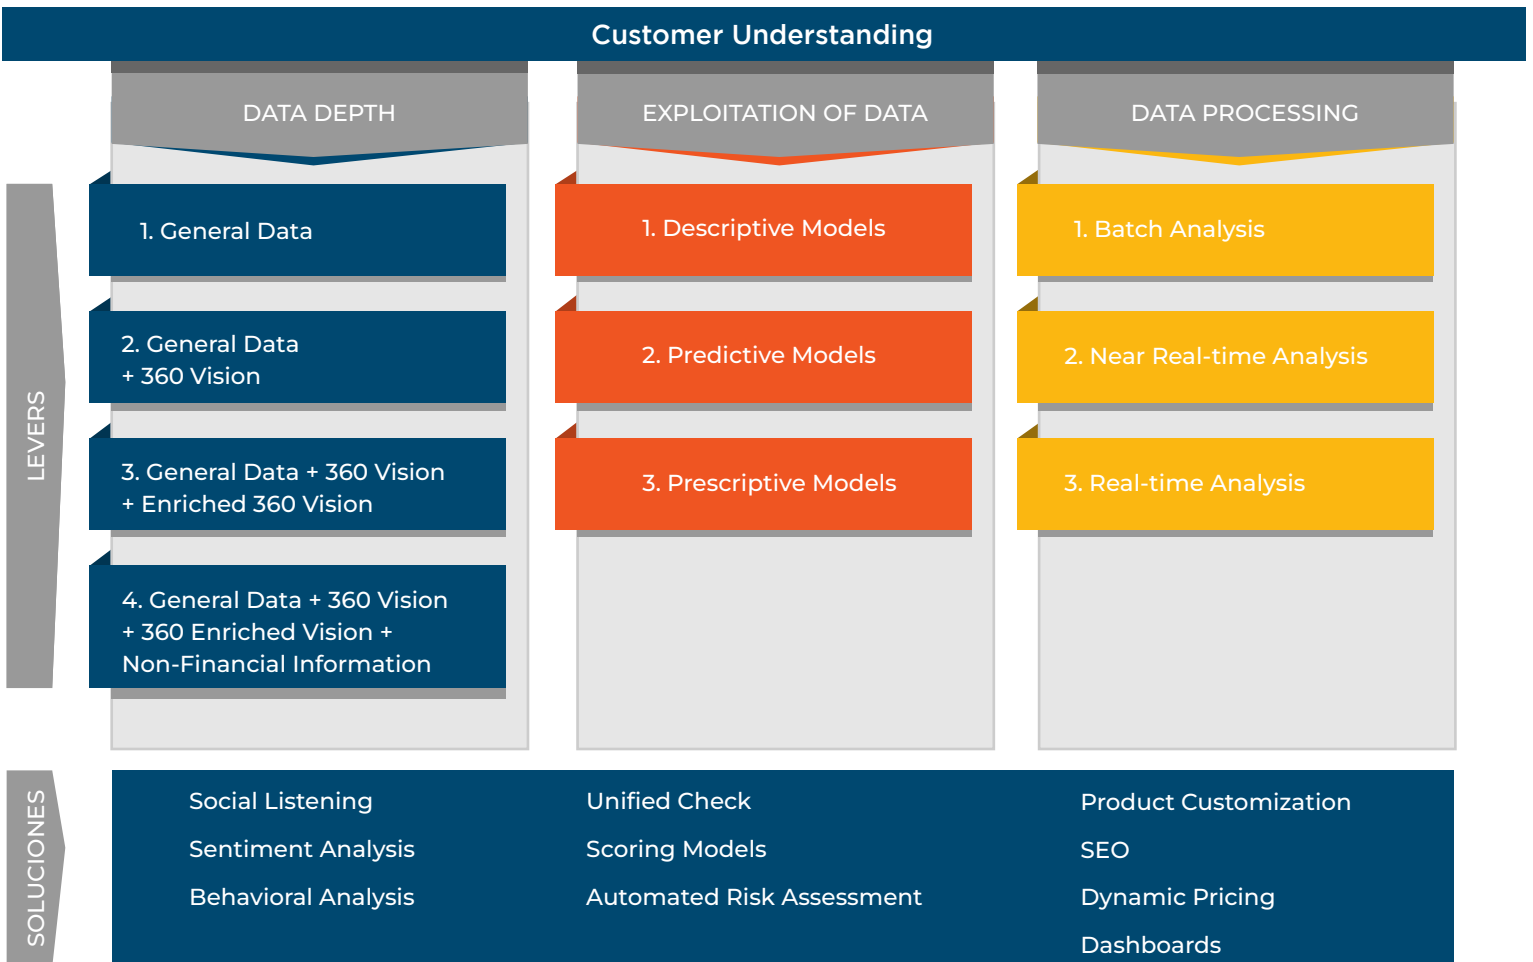 Customer Understanding
DATA DEPTH
EXPLOITATION OF DATA
DATA PROCESSING
LEVERS
1. General Data
2. General Data
+ 360 Vision
3. General Data + 360 Vision
+ Enriched 360 Vision
4. General Data + 360 Vision
+ 360 Enriched Vision +
Non-Financial Information
1. Descriptive Models
2. Predictive Models
3. Prescriptive Models
1. Batch Analysis
2. Near Real-time Analysis
3. Real-time Analysis
SOLUCIONES
Social Listening
Sentiment Analysis
Behavioral Analysis
Unified Check
Scoring Models
Automated Risk Assessment
Product Customization
SEO
Dynamic Pricing
Dashboards